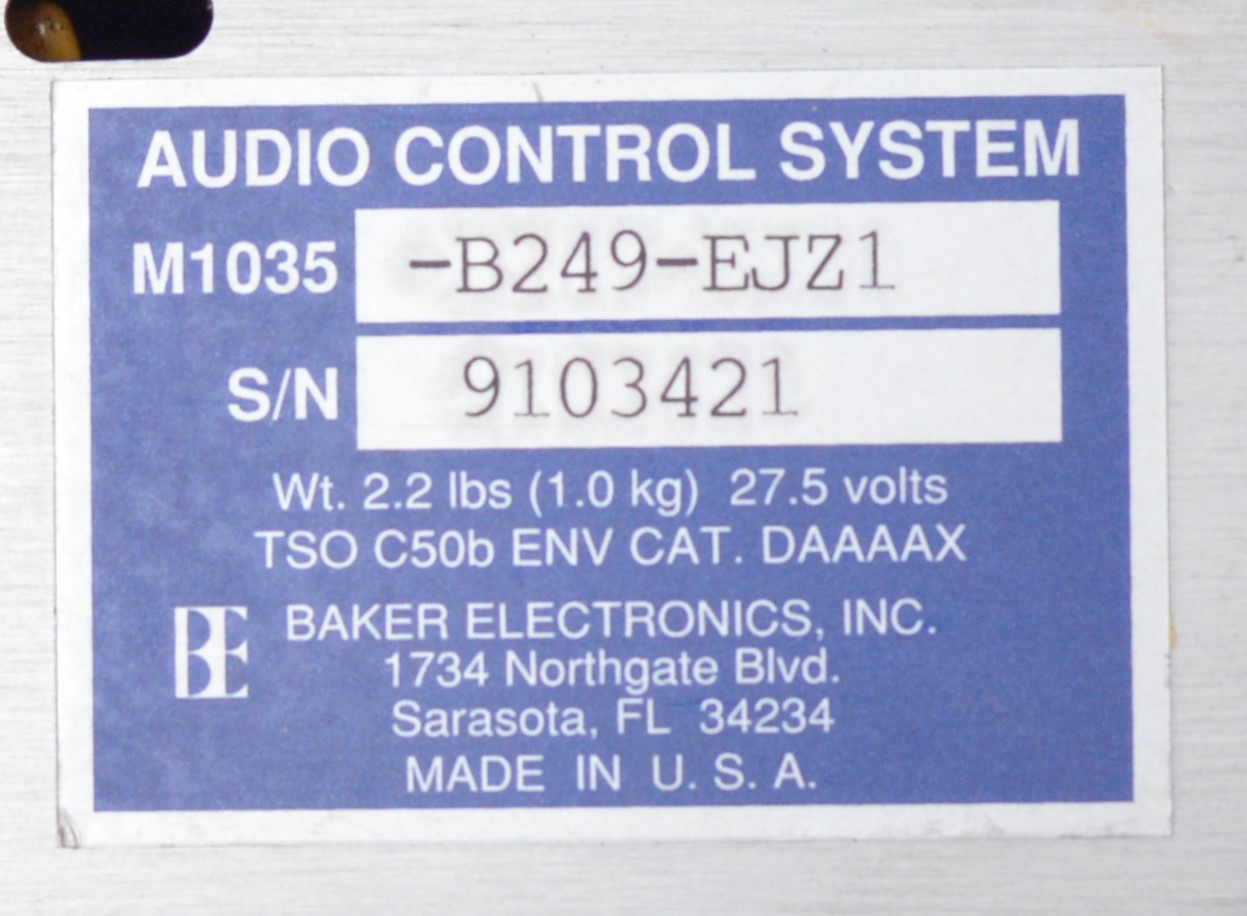 AUDIO CONTROL SYSTEM
M1035 -B249-EJZ1
S/N 9103421
Wt. 2.2 lbs (1.0 kg) 27.5 volts
TSO C50b ENV CAT. DAAAAX
BE BAKER ELECTRONICS, INC.
1734 Northgate Blvd.
Sarasota, FL 34234
MADE IN U. S. A.